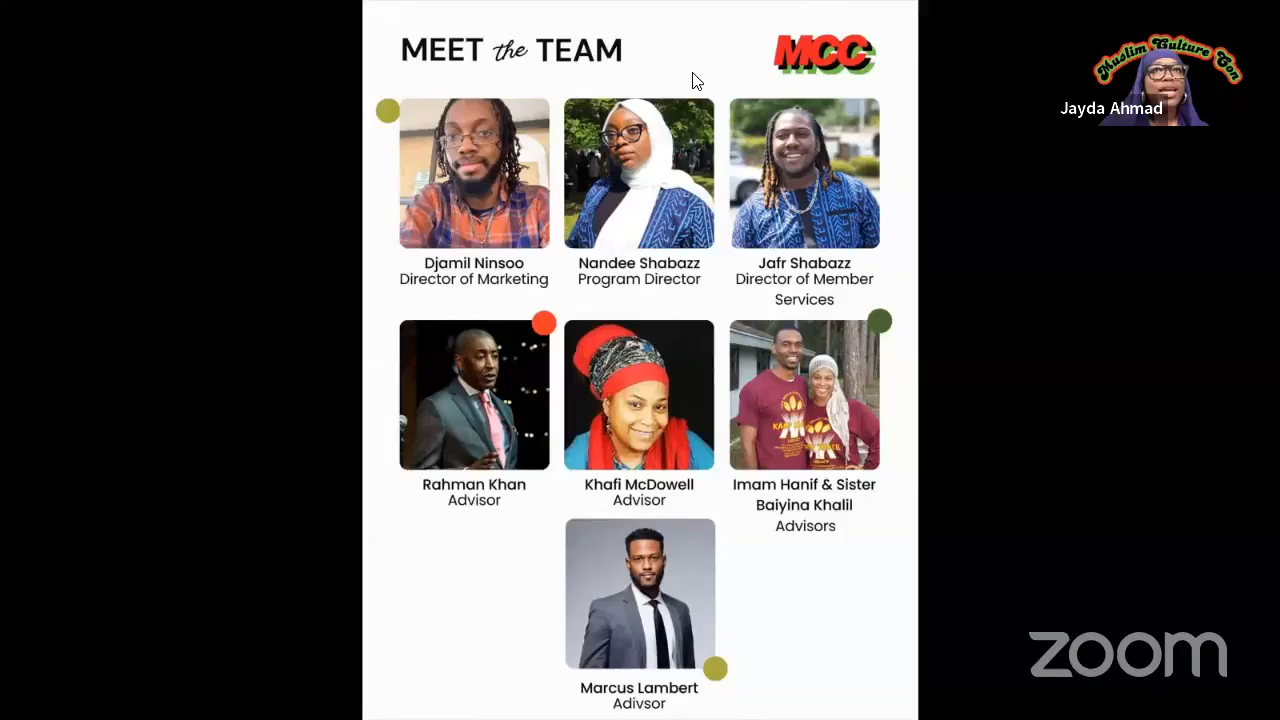 MEET the TEAM
MCC
Muslim Culture Con
Jayda Ahmad
Djamil Ninsoo
Director of Marketing
Nandee Shabazz
Program Director
Jafr Shabazz
Director of Member
Services
Rahman Khan
Advisor
Khafi McDowell
Advisor
Imam Hanif & Sister
Baiyina Khalil
Advisors
Marcus Lambert
Adivsor
zoom